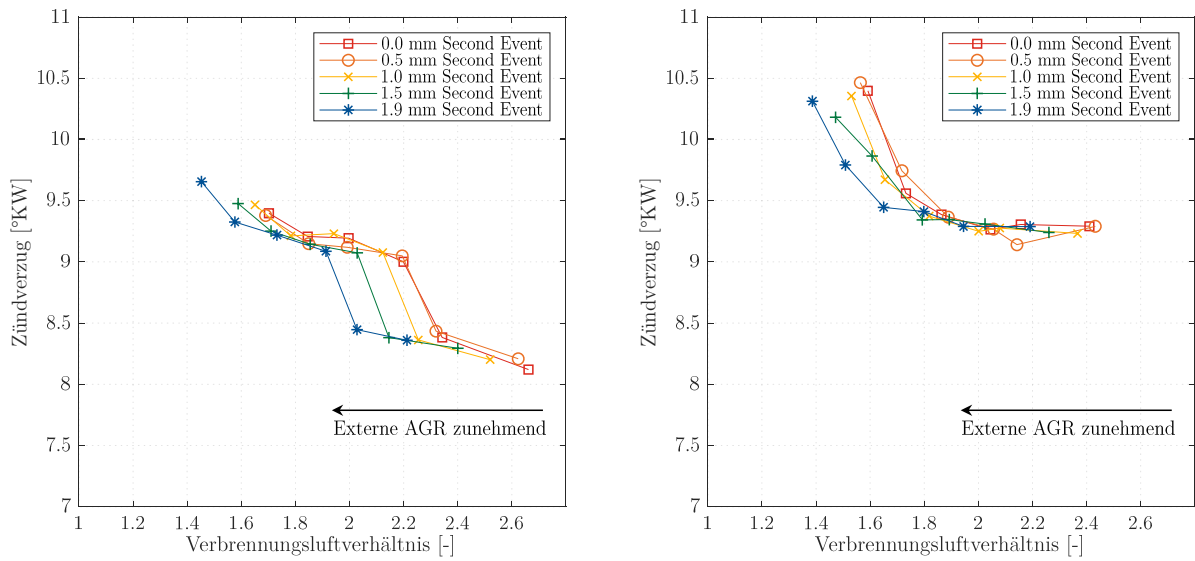 11
10.5
10
9.5
9
8.5
8
7.5
7
Zündverzug [°KW]
0.0 mm Second Event
0.5 mm Second Event
1.0 mm Second Event
1.5 mm Second Event
1.9 mm Second Event
Externe AGR zunehmend
1 1.2 1.4 1.6 1.8 2 2.2 2.4 2.6
Verbrennungsluftverhältnis [-]
11
10.5
10
9.5
9
8.5
8
7.5
7
Zündverzug [°KW]
0.0 mm Second Event
0.5 mm Second Event
1.0 mm Second Event
1.5 mm Second Event
1.9 mm Second Event
Externe AGR zunehmend
1 1.2 1.4 1.6 1.8 2 2.2 2.4 2.6
Verbrennungsluftverhältnis [-]